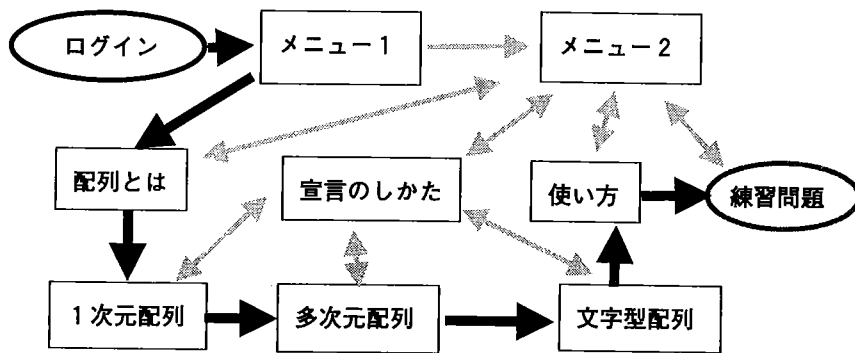 ログイン
メニュー１
メニュー２
配列とは
宣言のしかた
使い方
練習問題
１次元配列
多次元配列
文字型配列